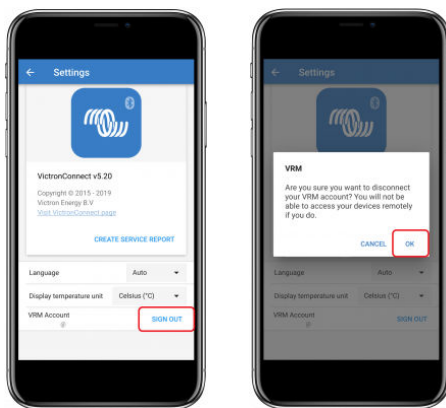 Settings
VictronConnect v5.20
Copyright © 2015 - 2019
Victron Energy B.V
Visit VictronConnect page
CREATE SERVICE REPORT
Language Auto
Display temperature unit Celsius (°C)
VRM Account SIGN OUT
Settings
VRM
Are you sure you want to disconnect
your VRM account? You will not be
able to access your devices remotely
if you do.
CANCEL OK
Language Auto
Display temperature unit Celsius (°C)
VRM Account SIGN OUT